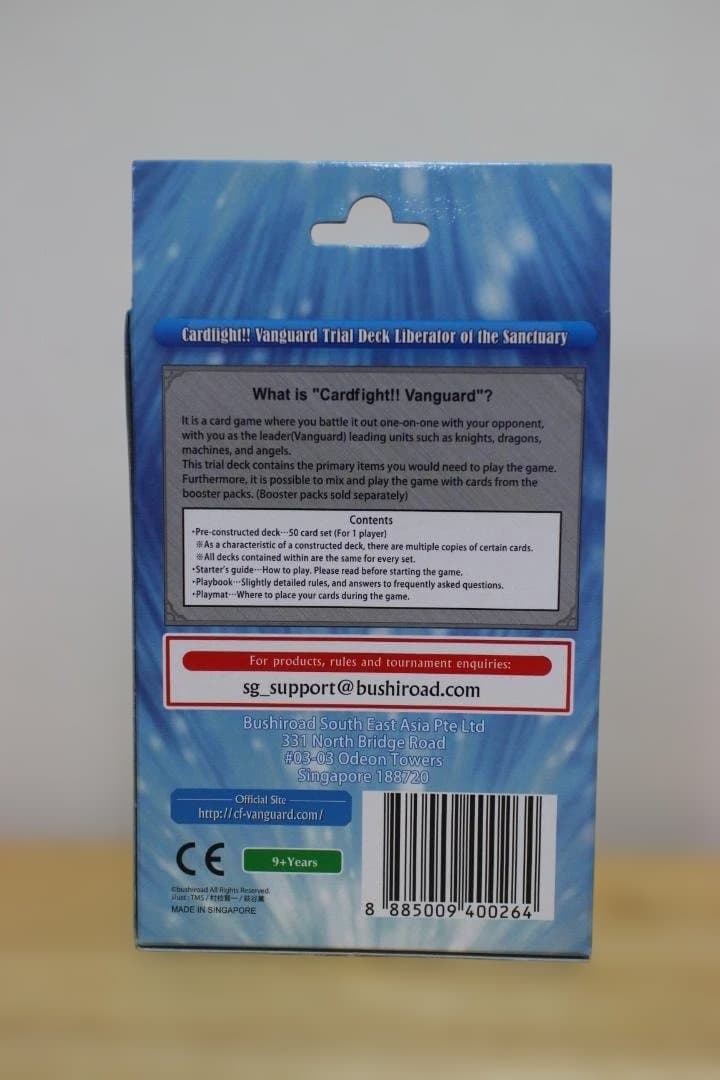 Cardfight!! Vanguard Trial Deck Liberator of the Sanctuary
What is "Cardfight!! Vanguard"?
It is a card game where you battle it out one-on-one with your opponent,
with you as the leader(Vanguard) leading units such as knights, dragons,
machines, and angels.
This trial deck contains the primary items you would need to play the game.
Furthermore, it is possible to mix and play the game with cards from the
booster packs. (Booster packs sold separately)
Contents
・Pre-constructed deck…50 card set (For 1 player)
※As a characteristic of a constructed deck, there are multiple copies of certain cards.
※All decks contained within are the same for every set.
・Starter's guide…How to play. Please read before starting the game.
・Playbook…Slightly detailed rules, and answers to frequently asked questions.
・Playmat…Where to place your cards during the game.
For products, rules and tournament enquiries:
sg_support@bushiroad.com
Bushiroad South East Asia Pte Ltd
331 North Bridge Road
#03-03 Odeon Towers
Singapore 188720
Official Site
http://cf-vanguard.com/
CE
9+Years
©bushiroad All Rights Reserved.
illust : TMS / 村枝賢一 / 萩谷薫
MADE IN SINGAPORE
8 885009 400264